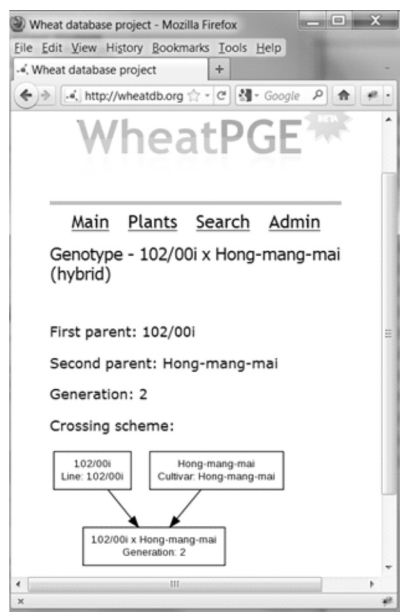 Wheat database project - Mozilla Firefox
File Edit View History Bookmarks Tools Help
Wheat database project +
http://wheatdb.org Google
WheatPGE BETA
Main Plants Search Admin
Genotype - 102/00i x Hong-mang-mai
(hybrid)
First parent: 102/00i
Second parent: Hong-mang-mai
Generation: 2
Crossing scheme:
102/00i
Line: 102/00i
Hong-mang-mai
Cultivar: Hong-mang-mai
102/00i x Hong-mang-mai
Generation: 2